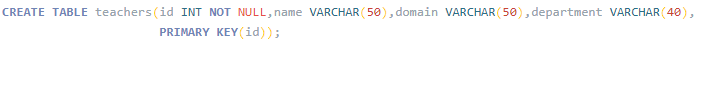 CREATE TABLE teachers(id INT NOT NULL,name VARCHAR(50),domain VARCHAR(50),department VARCHAR(40),
PRIMARY KEY(id));